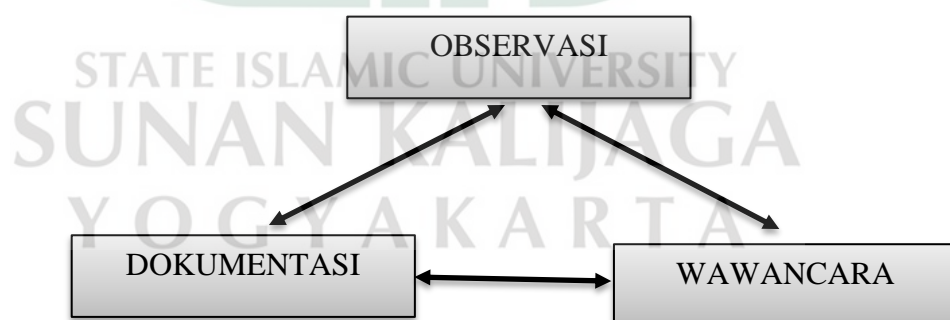 OBSERVASI
STATE ISLAMIC UNIVERSITY
SUNAN KALIJAGA
YOGYAKARTA
DOKUMENTASI
WAWANCARA